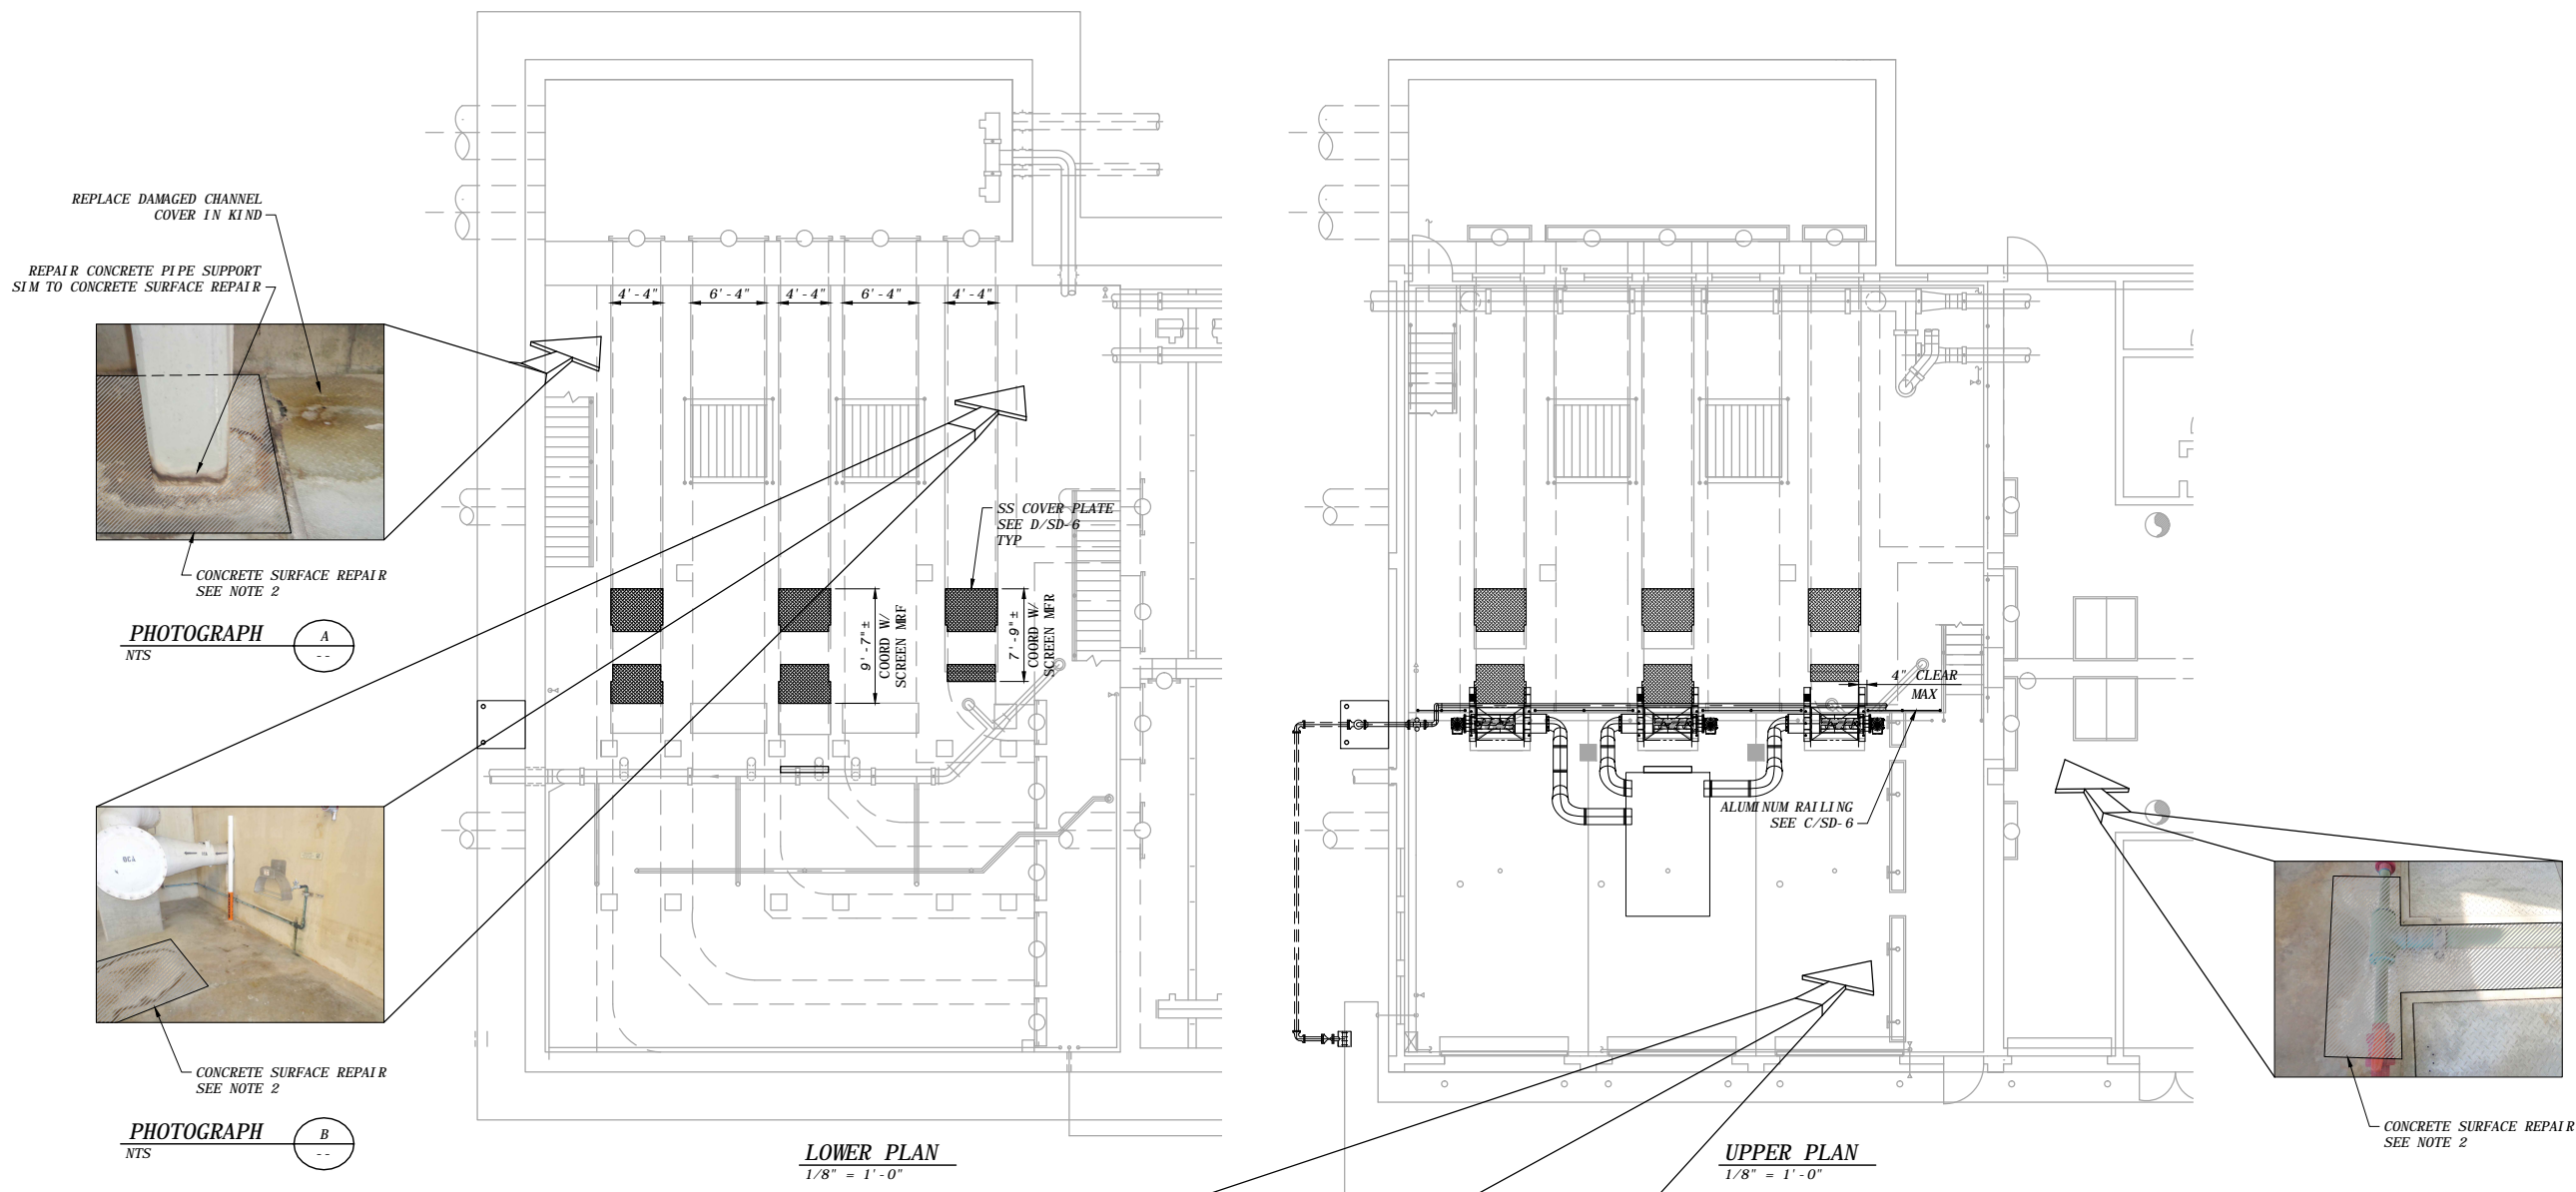 REPLACE DAMAGED CHANNEL
COVER IN KIND
REPAIR CONCRETE PIPE SUPPORT
SIM TO CONCRETE SURFACE REPAIR
CONCRETE SURFACE REPAIR
SEE NOTE 2
PHOTOGRAPH
NTS
A
--
CONCRETE SURFACE REPAIR
SEE NOTE 2
PHOTOGRAPH
NTS
B
--
4'-4"
6'-4"
4'-4"
6'-4"
4'-4"
SS COVER PLATE
SEE D/SD-6
TYP
9'-7"±
COORD W/
SCREEN MRF
7'-9"±
COORD W/
SCREEN MFR
LOWER PLAN
1/8" = 1'-0"
4" CLEAR
MAX
ALUMINUM RAILING
SEE C/SD-6
UPPER PLAN
1/8" = 1'-0"
CONCRETE SURFACE REPAIR
SEE NOTE 2